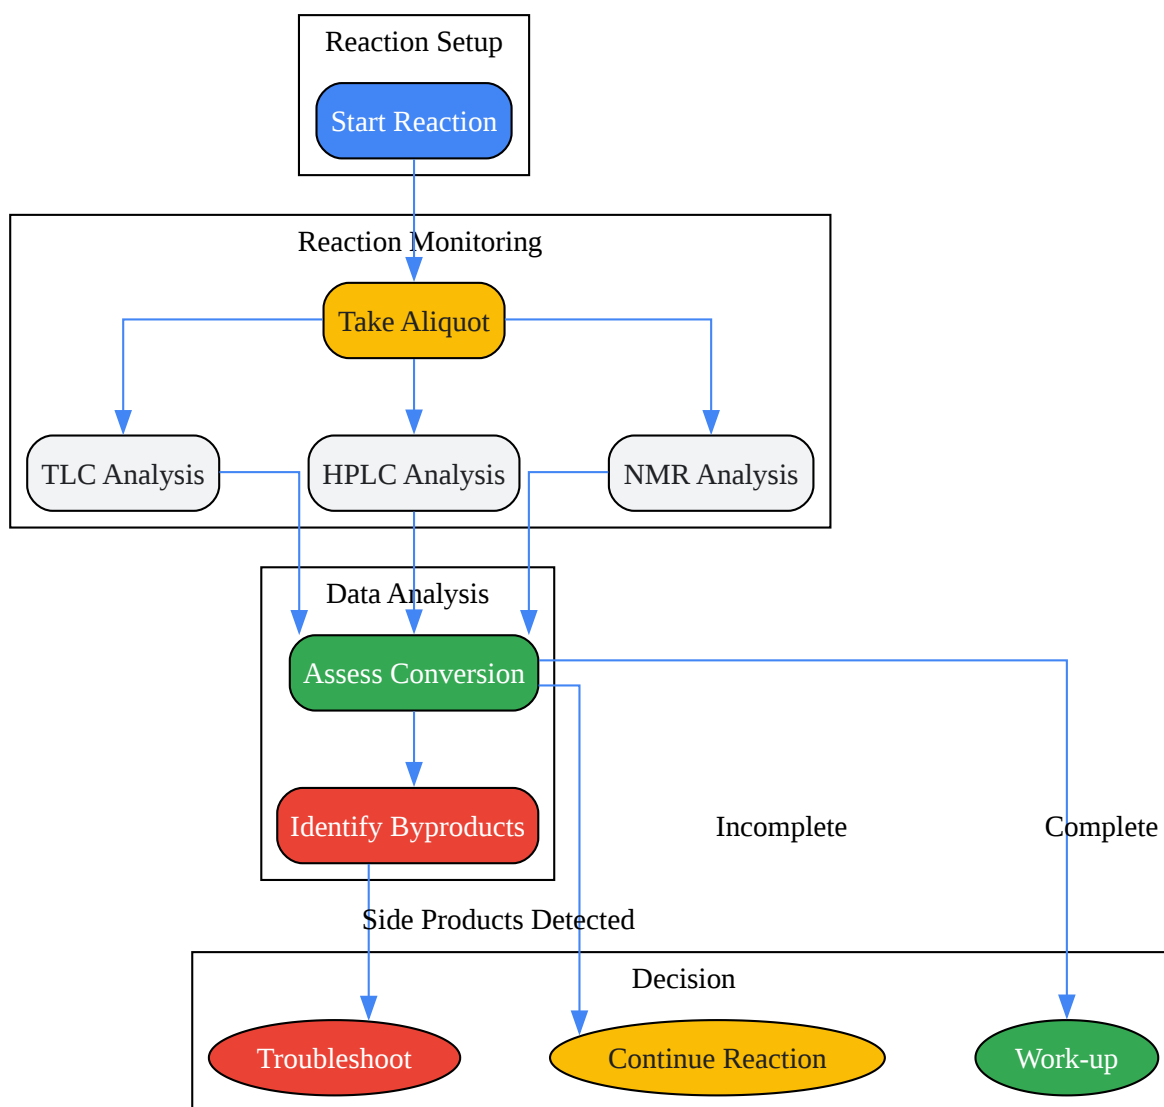 Reaction Setup
Start Reaction
Reaction Monitoring
Take Aliquot
TLC Analysis
HPLC Analysis
NMR Analysis
Data Analysis
Assess Conversion
Identify Byproducts
Incomplete
Complete
Side Products Detected
Decision
Troubleshoot
Continue Reaction
Work-up